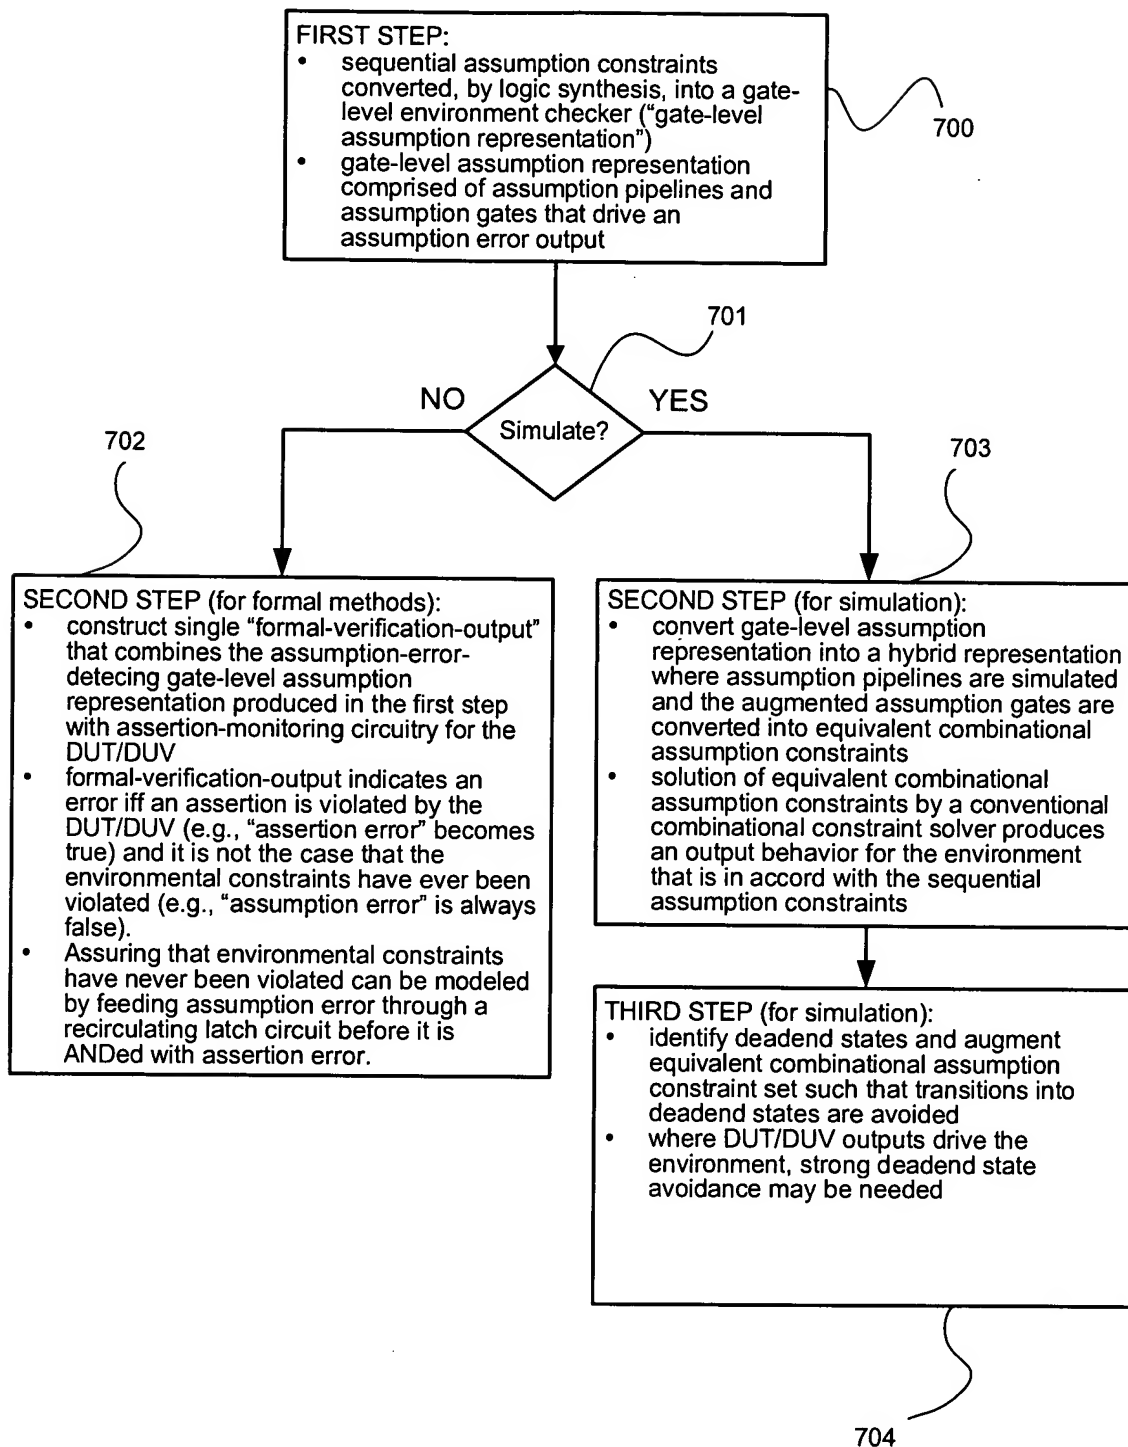 FIRST STEP:
• sequential assumption constraints
converted, by logic synthesis, into a gate-
level environment checker (“gate-level
assumption representation”)
• gate-level assumption representation
comprised of assumption pipelines and
assumption gates that drive an
assumption error output
700
701
NO
YES
Simulate?
702
703
SECOND STEP (for formal methods):
• construct single “formal-verification-output”
that combines the assumption-error-
detecing gate-level assumption
representation produced in the first step
with assertion-monitoring circuitry for the
DUT/DUV
• formal-verification-output indicates an
error iff an assertion is violated by the
DUT/DUV (e.g., “assertion error” becomes
true) and it is not the case that the
environmental constraints have ever been
violated (e.g., “assumption error” is always
false).
• Assuring that environmental constraints
have never been violated can be modeled
by feeding assumption error through a
recirculating latch circuit before it is
ANDed with assertion error.
SECOND STEP (for simulation):
• convert gate-level assumption
representation into a hybrid representation
where assumption pipelines are simulated
and the augmented assumption gates are
converted into equivalent combinational
assumption constraints
• solution of equivalent combinational
assumption constraints by a conventional
combinational constraint solver produces
an output behavior for the environment
that is in accord with the sequential
assumption constraints
THIRD STEP (for simulation):
• identify deadend states and augment
equivalent combinational assumption
constraint set such that transitions into
deadend states are avoided
• where DUT/DUV outputs drive the
environment, strong deadend state
avoidance may be needed
704